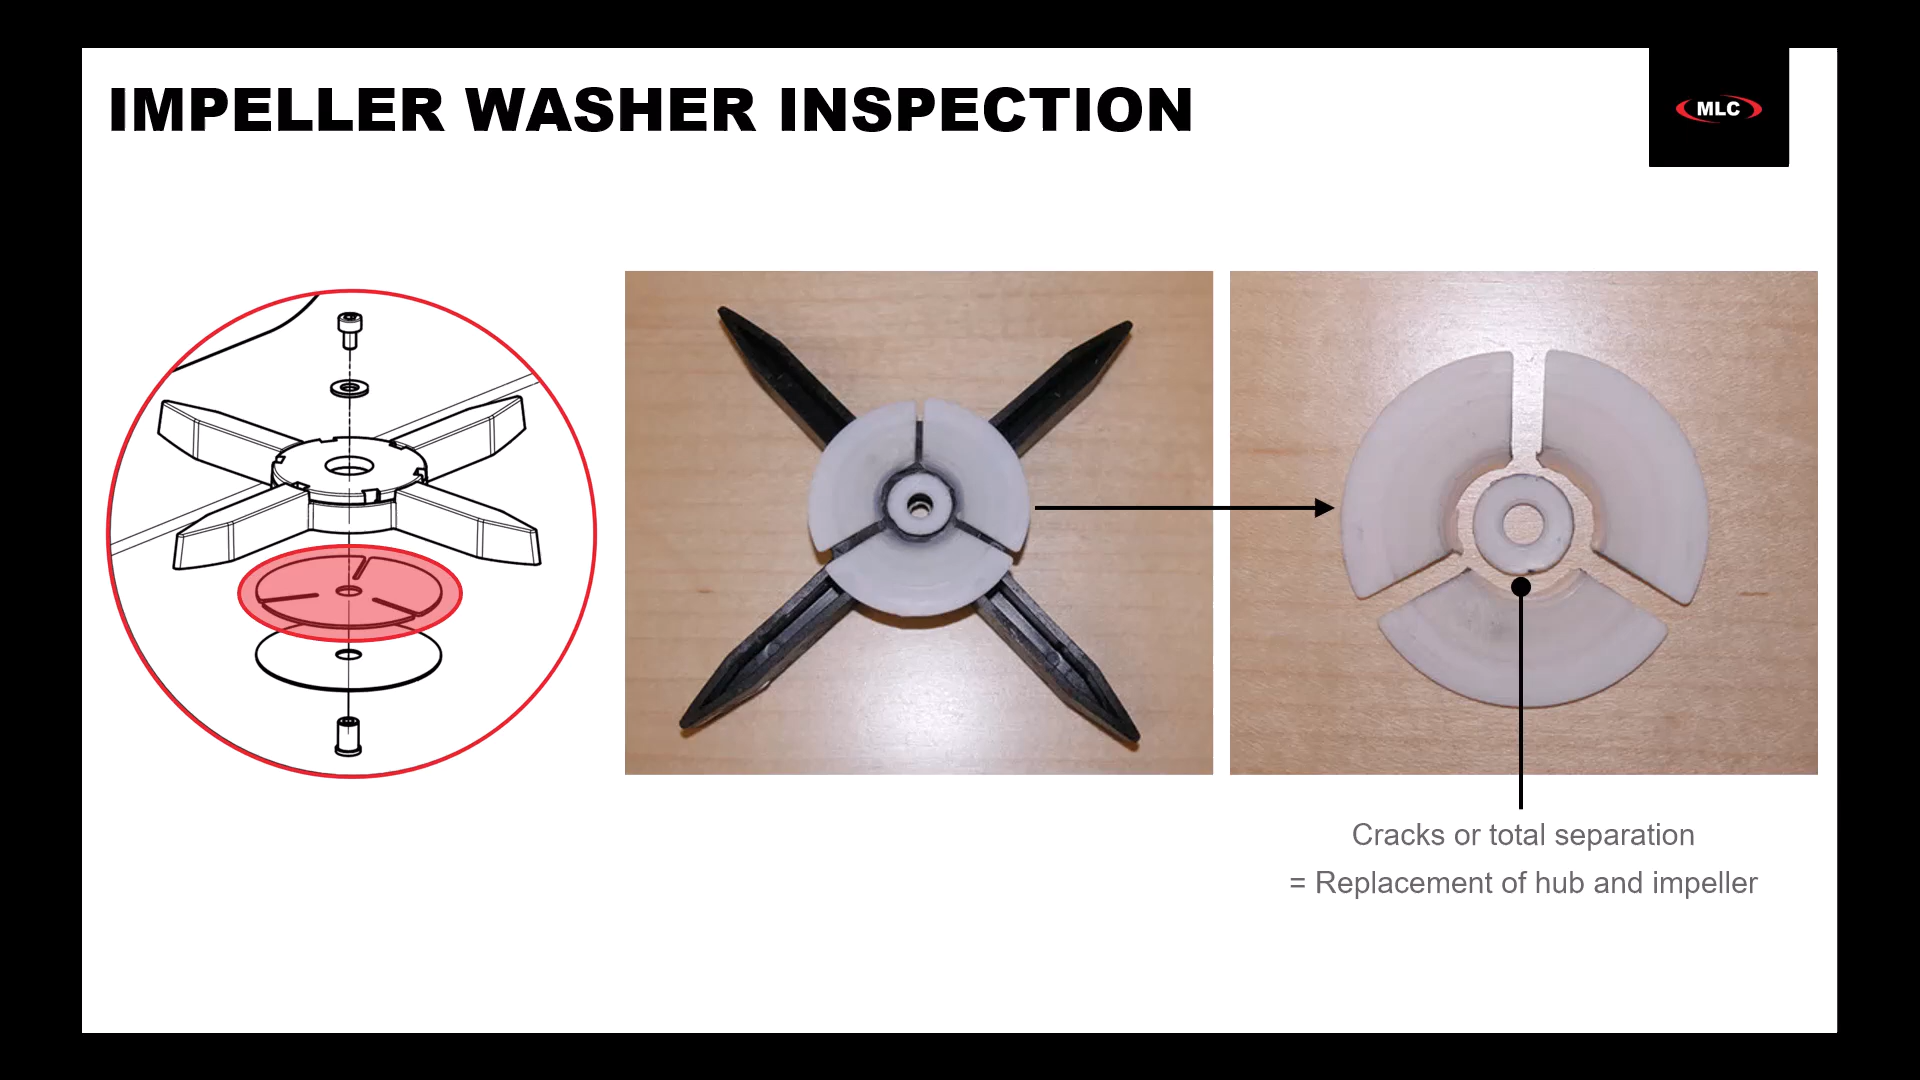 IMPELLER WASHER INSPECTION
MLC
Cracks or total separation
= Replacement of hub and impeller